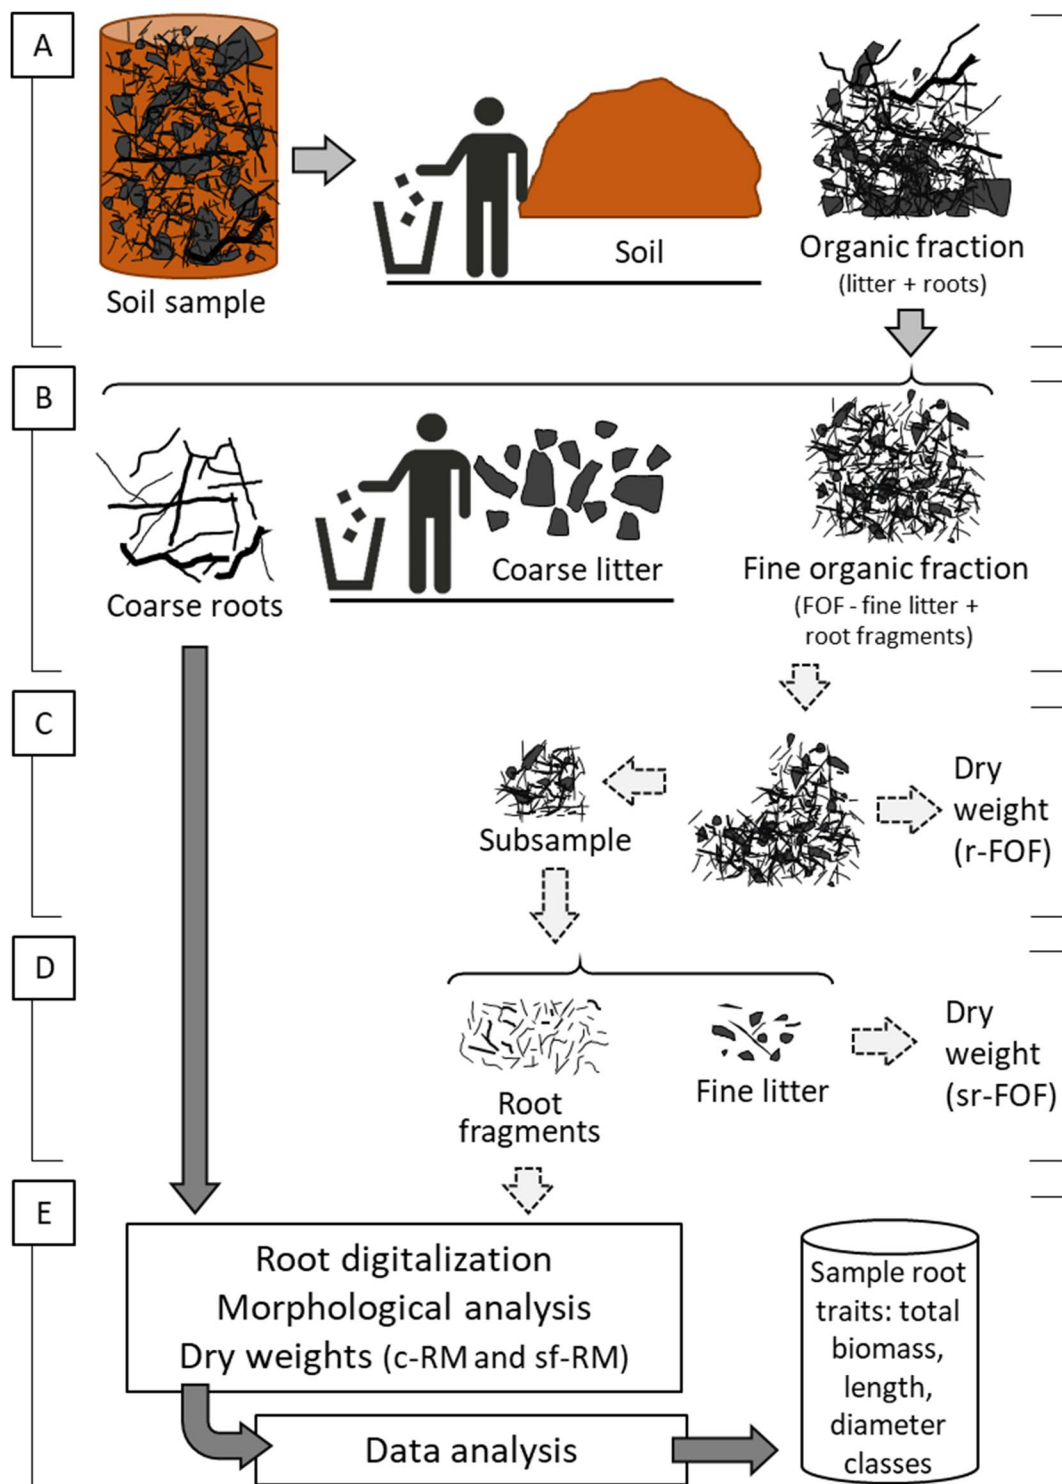 A
Soil sample
Soil
Organic fraction
(litter + roots)
B
Coarse roots
Coarse litter
Fine organic fraction
(FOF - fine litter +
root fragments)
C
Subsample
Dry
weight
(r-FOF)
D
Root
fragments
Fine litter
Dry
weight
(sr-FOF)
E
Root digitalization
Morphological analysis
Dry weights (c-RM and sf-RM)
Data analysis
Sample root
traits: total
biomass,
length,
diameter
classes